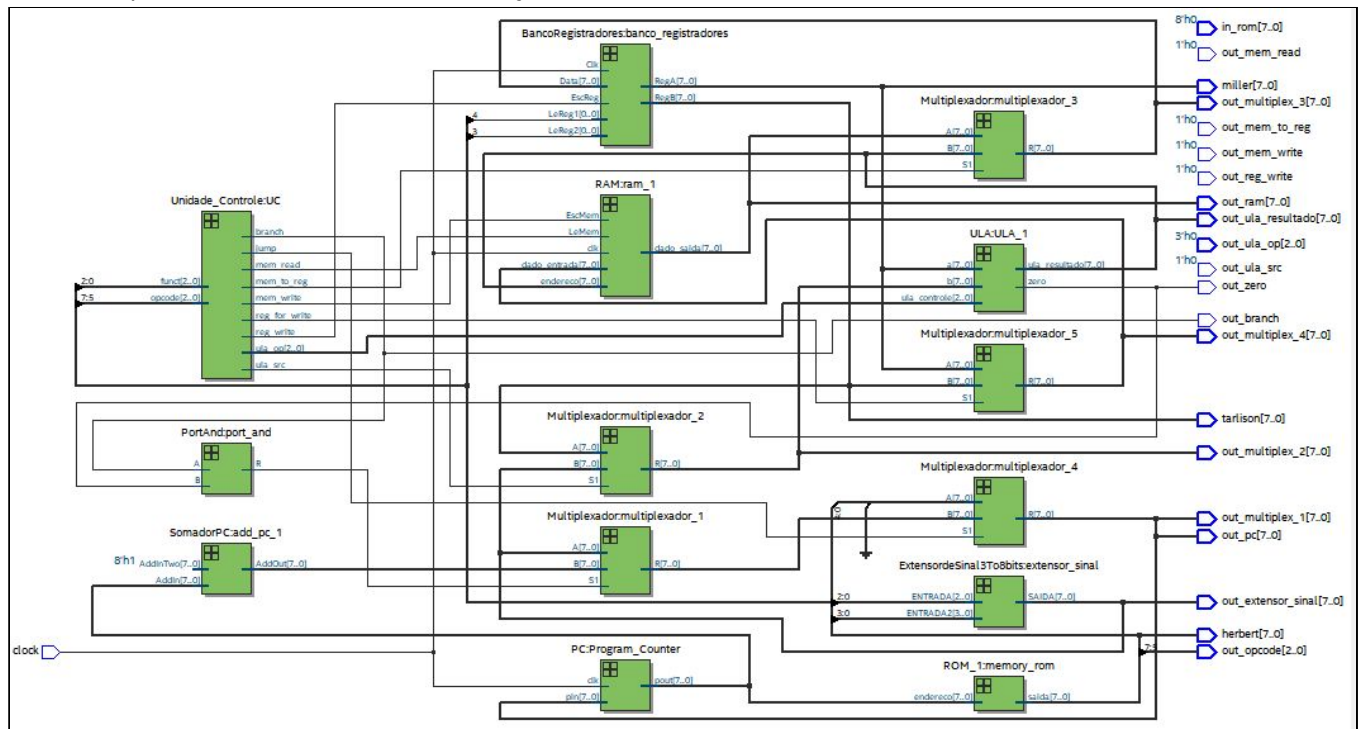 BancoRegistradores:banco_registradores
Clk
Data[7..0]
EscReg
LeReg1[0..0]
LeReg2[0..0]
RegA[7..0]
RegB[7..0]
4
3
Multiplexador:multiplexador_3
A[7..0]
B[7..0]
S1
R[7..0]
RAM:ram_1
EscMem
LeMem
clk
dado_entrada[7..0]
endereco[7..0]
dado_saida[7..0]
Unidade_Controle:UC
2:0
7:5
funct[2..0]
opcode[2..0]
branch
jump
mem_read
mem_to_reg
mem_write
reg_for_write
reg_write
ula_op[2..0]
ula_src
ULA:ULA_1
a[7..0]
b[7..0]
ula_controle[2..0]
ula_resultado[7..0]
zero
Multiplexador:multiplexador_5
A[7..0]
B[7..0]
S1
R[7..0]
PortAnd:port_and
A
B
R
Multiplexador:multiplexador_2
A[7..0]
B[7..0]
S1
R[7..0]
Multiplexador:multiplexador_4
4:0
A[7..0]
B[7..0]
S1
R[7..0]
SomadorPC:add_pc_1
8'h1
AddInTwo[7..0]
AddIn[7..0]
AddOut[7..0]
Multiplexador:multiplexador_1
A[7..0]
B[7..0]
S1
R[7..0]
ExtensordeSinal3To8bits:extensor_sinal
2:0
3:0
ENTRADA[2..0]
ENTRADA2[3..0]
SAIDA[7..0]
clock
PC:Program_Counter
clk
pin[7..0]
pout[7..0]
ROM_1:memory_rom
endereco[7..0]
saida[7..0]
8'h0 in_rom[7..0]
1'h0 out_mem_read
miller[7..0]
out_multiplex_3[7..0]
1'h0 out_mem_to_reg
1'h0 out_mem_write
1'h0 out_reg_write
out_ram[7..0]
out_ula_resultado[7..0]
3'h0 out_ula_op[2..0]
1'h0 out_ula_src
out_zero
out_branch
out_multiplex_4[7..0]
tarlison[7..0]
out_multiplex_2[7..0]
out_multiplex_1[7..0]
out_pc[7..0]
out_extensor_sinal[7..0]
herbert[7..0]
out_opcode[2..0]